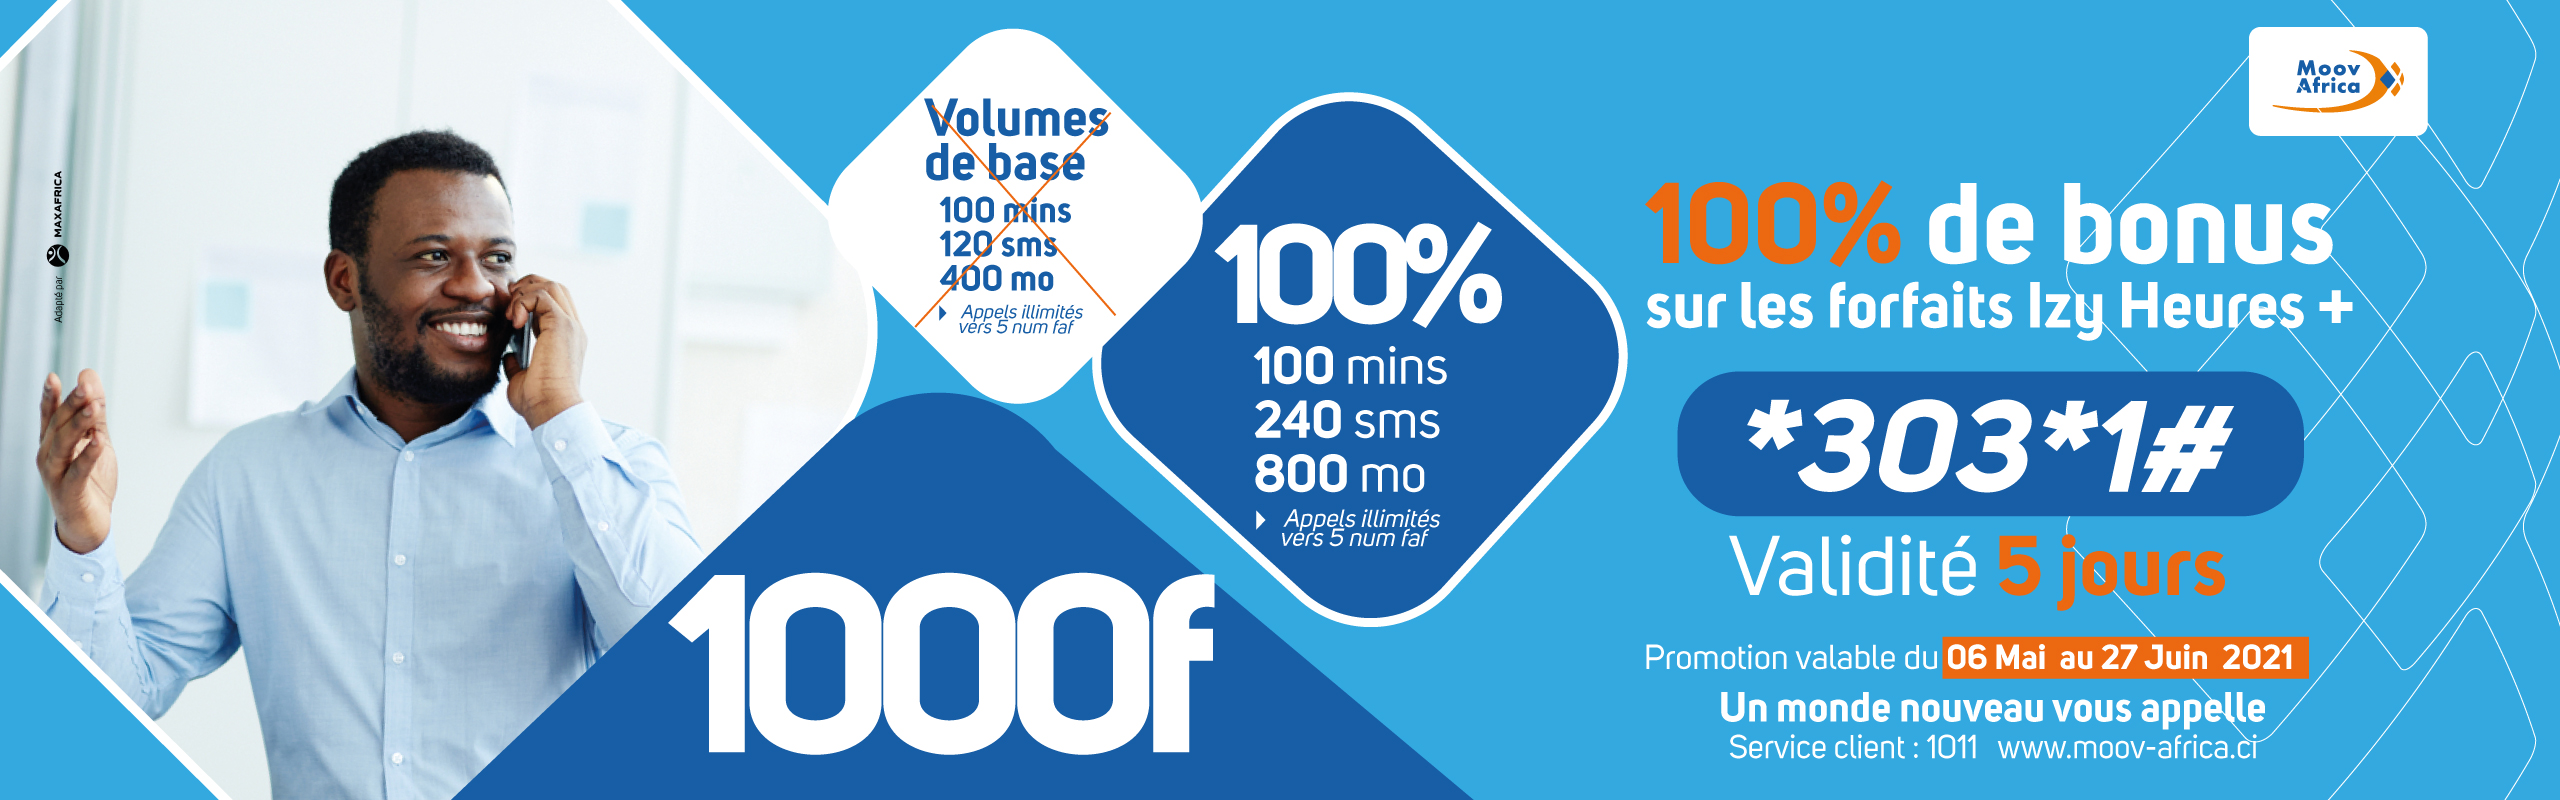 Adapté par MAXAFRICA
Volumes
de base
100 mins
120 sms
400 mo
Appels illimités
vers 5 num faf
100%
100 mins
240 sms
800 mo
Appels illimités
vers 5 num faf
1000f
Moov
Africa
100% de bonus
sur les forfaits Izy Heures +
*303*1#
Validité 5 jours
Promotion valable du 06 Mai au 27 Juin 2021
Un monde nouveau vous appelle
Service client : 1011 www.moov-africa.ci